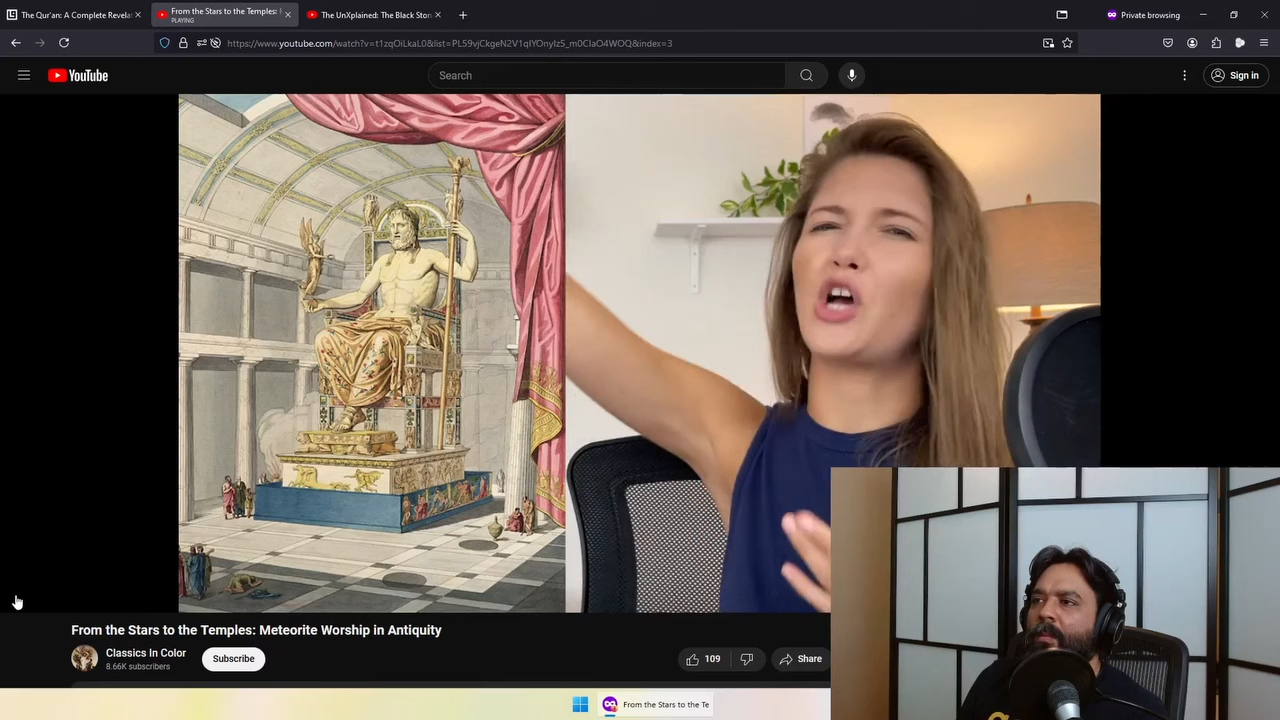 The Qur'an: A Complete Revelat
From the Stars to the Temples: 
PLAYING
The UnXplained: The Black Ston
Private browsing
https://www.youtube.com/watch?v=t1zqOiLkaL0&list=PL59vjCkgeN2V1qIYOnyIz5_m0CIaO4WOQ&index=3
YouTube
Search
Sign in
From the Stars to the Temples: Meteorite Worship in Antiquity
Classics In Color
8.66K subscribers
Subscribe
109
Share
From the Stars to the Te